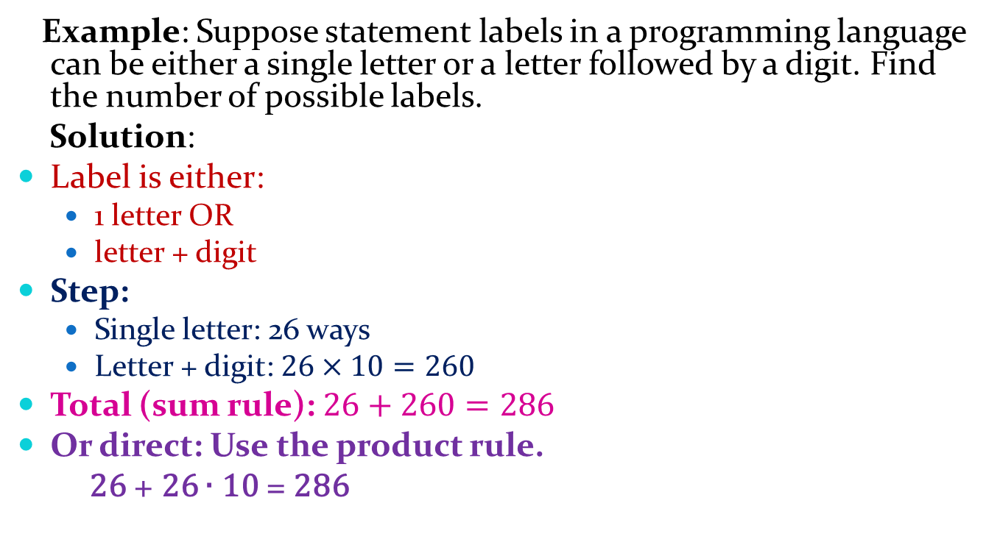 Example: Suppose statement labels in a programming language
can be either a single letter or a letter followed by a digit. Find
the number of possible labels.
Solution:
• Label is either:
• 1 letter OR
• letter + digit
• Step:
• Single letter: 26 ways
• Letter + digit: 26 × 10 = 260
• Total (sum rule): 26 + 260 = 286
• Or direct: Use the product rule.
26 + 26 · 10 = 286